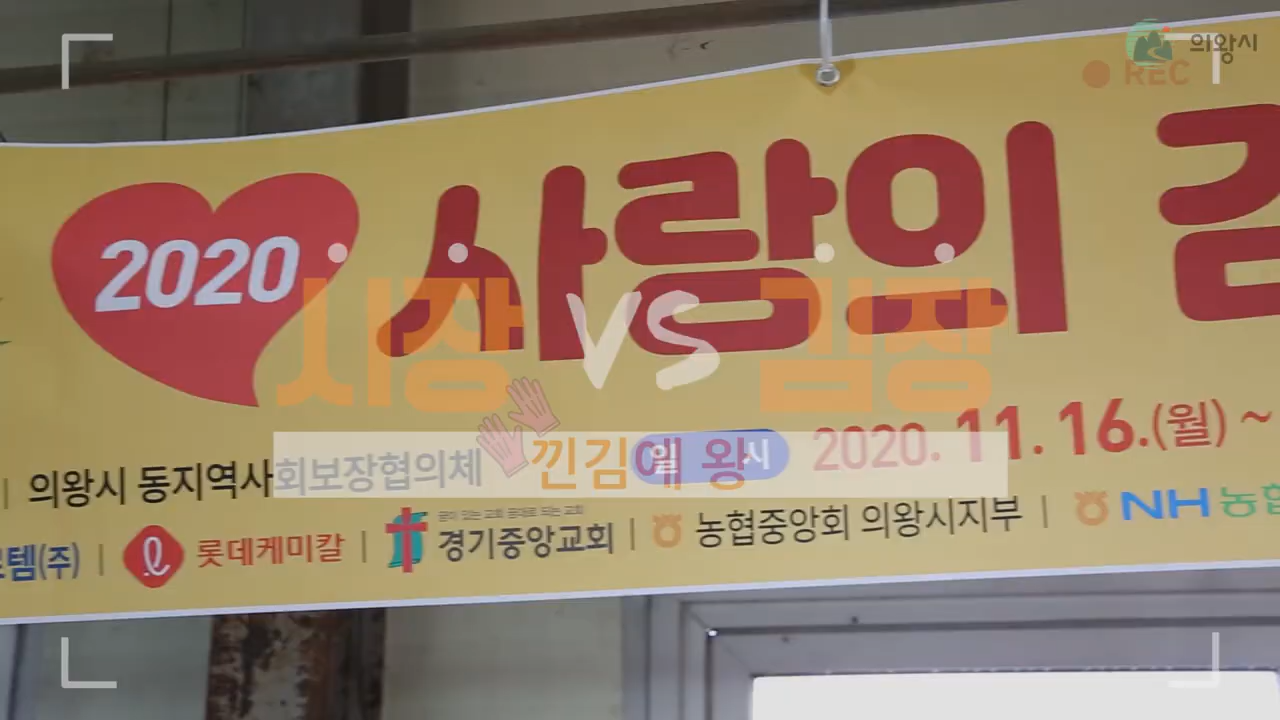 의왕시
REC
2020
사랑의 김
시장 VS 김장
낀김에 왕
일시
2020. 11. 16.(월) ~
의왕시 동지역사회보장협의체
템(주) | 롯데케미칼 | 경기중앙교회 | 농협중앙회 의왕시지부 | NH농협